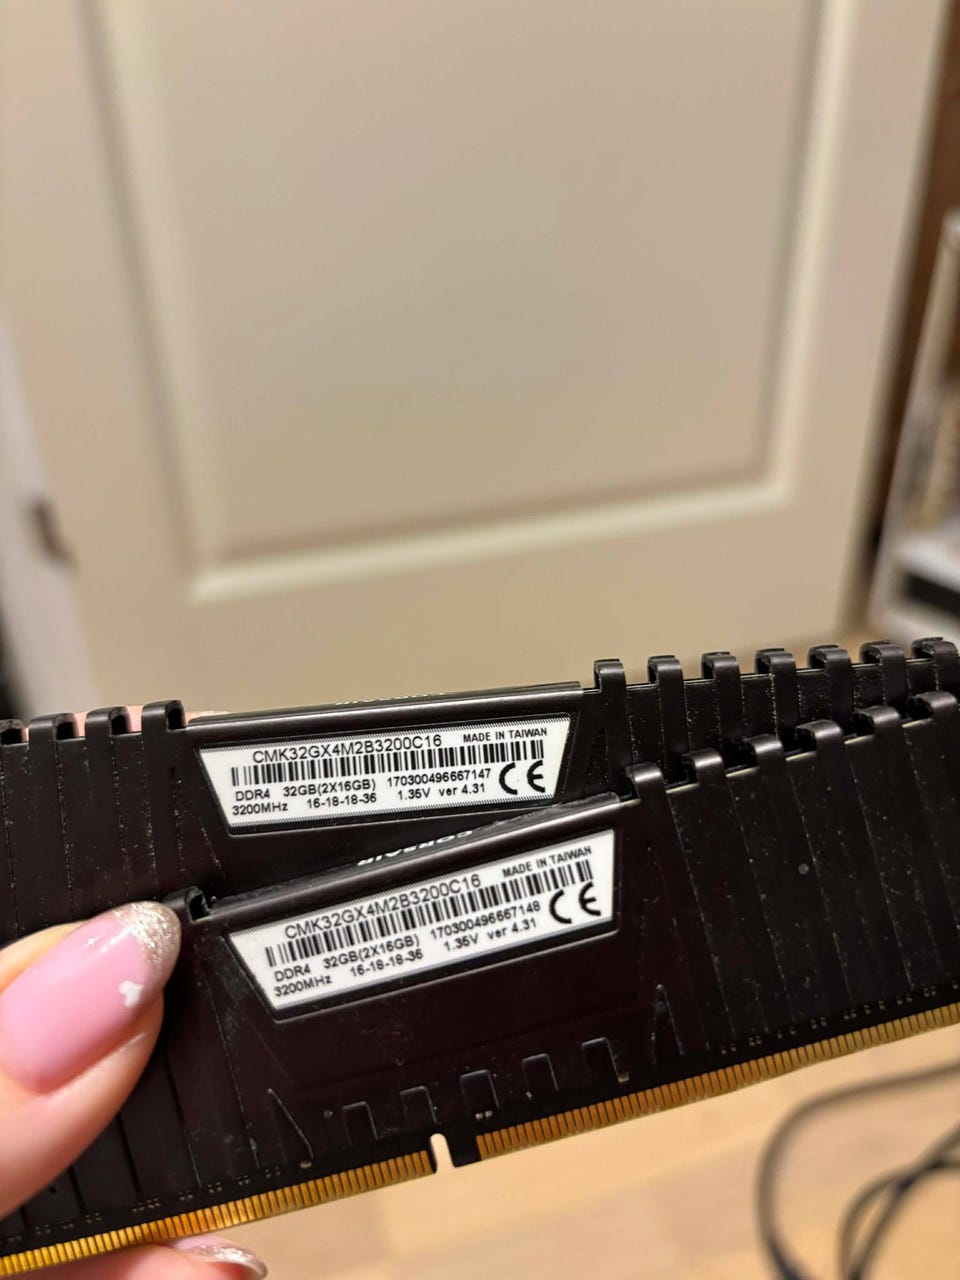 CMK32GX4M2B3200C16 MADE IN TAIWAN
DDR4 32GB(2X16GB) 170300496667147
3200MHz 16-18-18-36 1.35V ver 4.31
CE
CORSAIR
CMK32GX4M2B3200C16 MADE IN TAIWAN
DDR4 32GB(2X16GB) 170300496667148
3200MHz 16-18-18-36 1.35V ver 4.31
CE